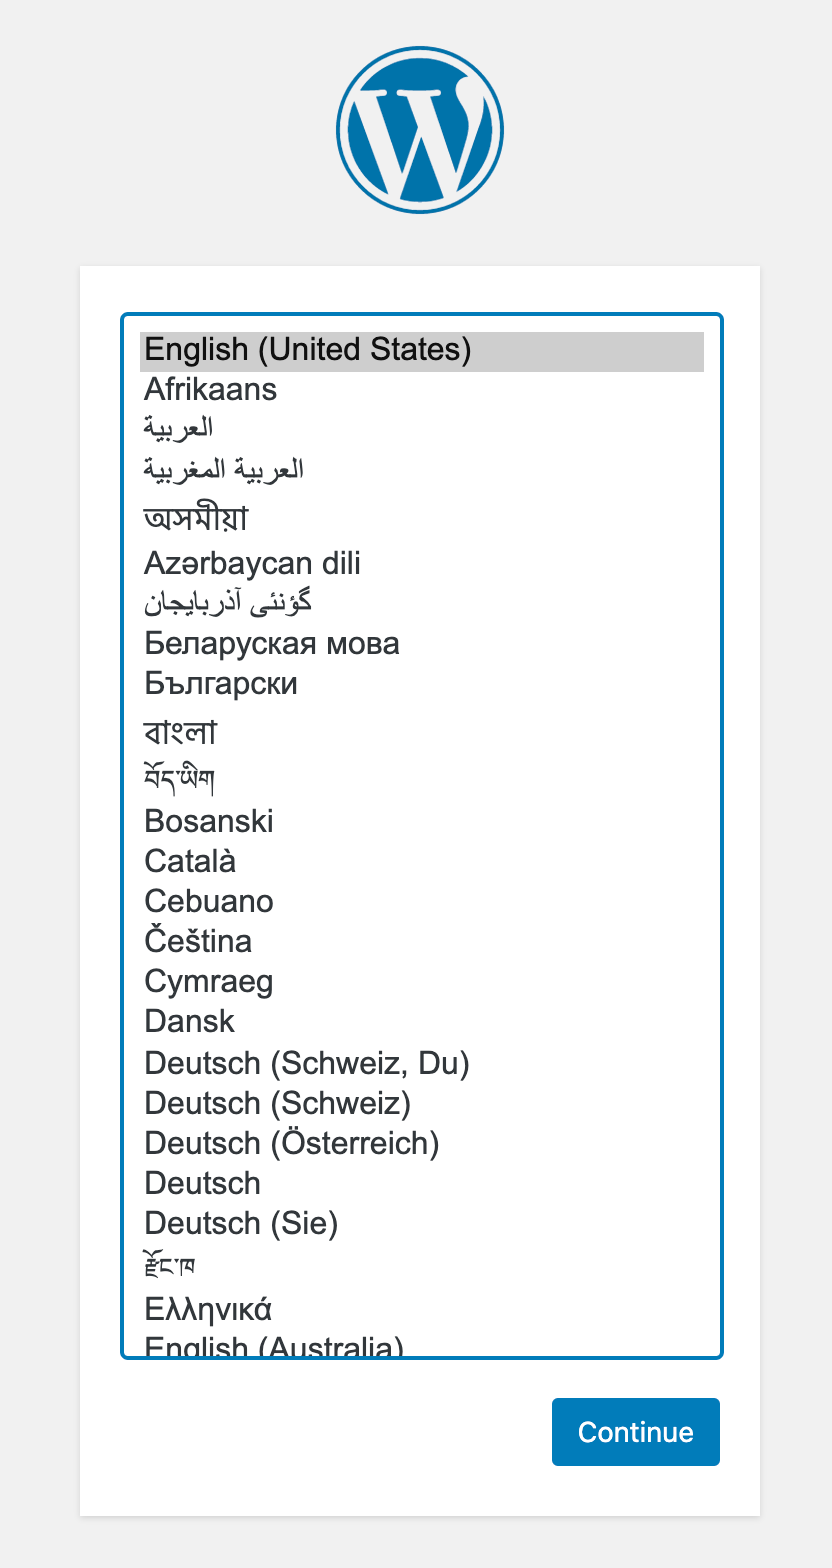 English (United States)
Afrikaans
العربية
العربية المغربية
অসমীয়া
Azərbaycan dili
گؤنئی آذربایجان
Беларуская мова
Български
বাংলা
བོད་ཡིག
Bosanski
Català
Cebuano
Čeština
Cymraeg
Dansk
Deutsch (Schweiz, Du)
Deutsch (Schweiz)
Deutsch (Österreich)
Deutsch
Deutsch (Sie)
རྫོང་ཁ
Ελληνικά
English (Australia)
Continue